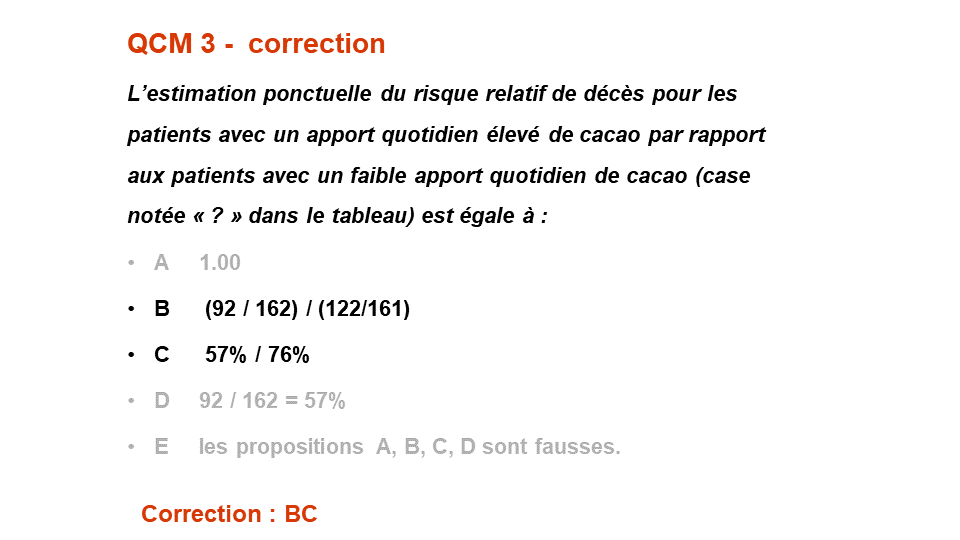 QCM 3 - correction
L’estimation ponctuelle du risque relatif de décès pour les
patients avec un apport quotidien élevé de cacao par rapport
aux patients avec un faible apport quotidien de cacao (case
notée « ? » dans le tableau) est égale à :
• A 1.00
• B (92 / 162) / (122/161)
• C 57% / 76%
• D 92 / 162 = 57%
• E les propositions A, B, C, D sont fausses.
Correction : BC